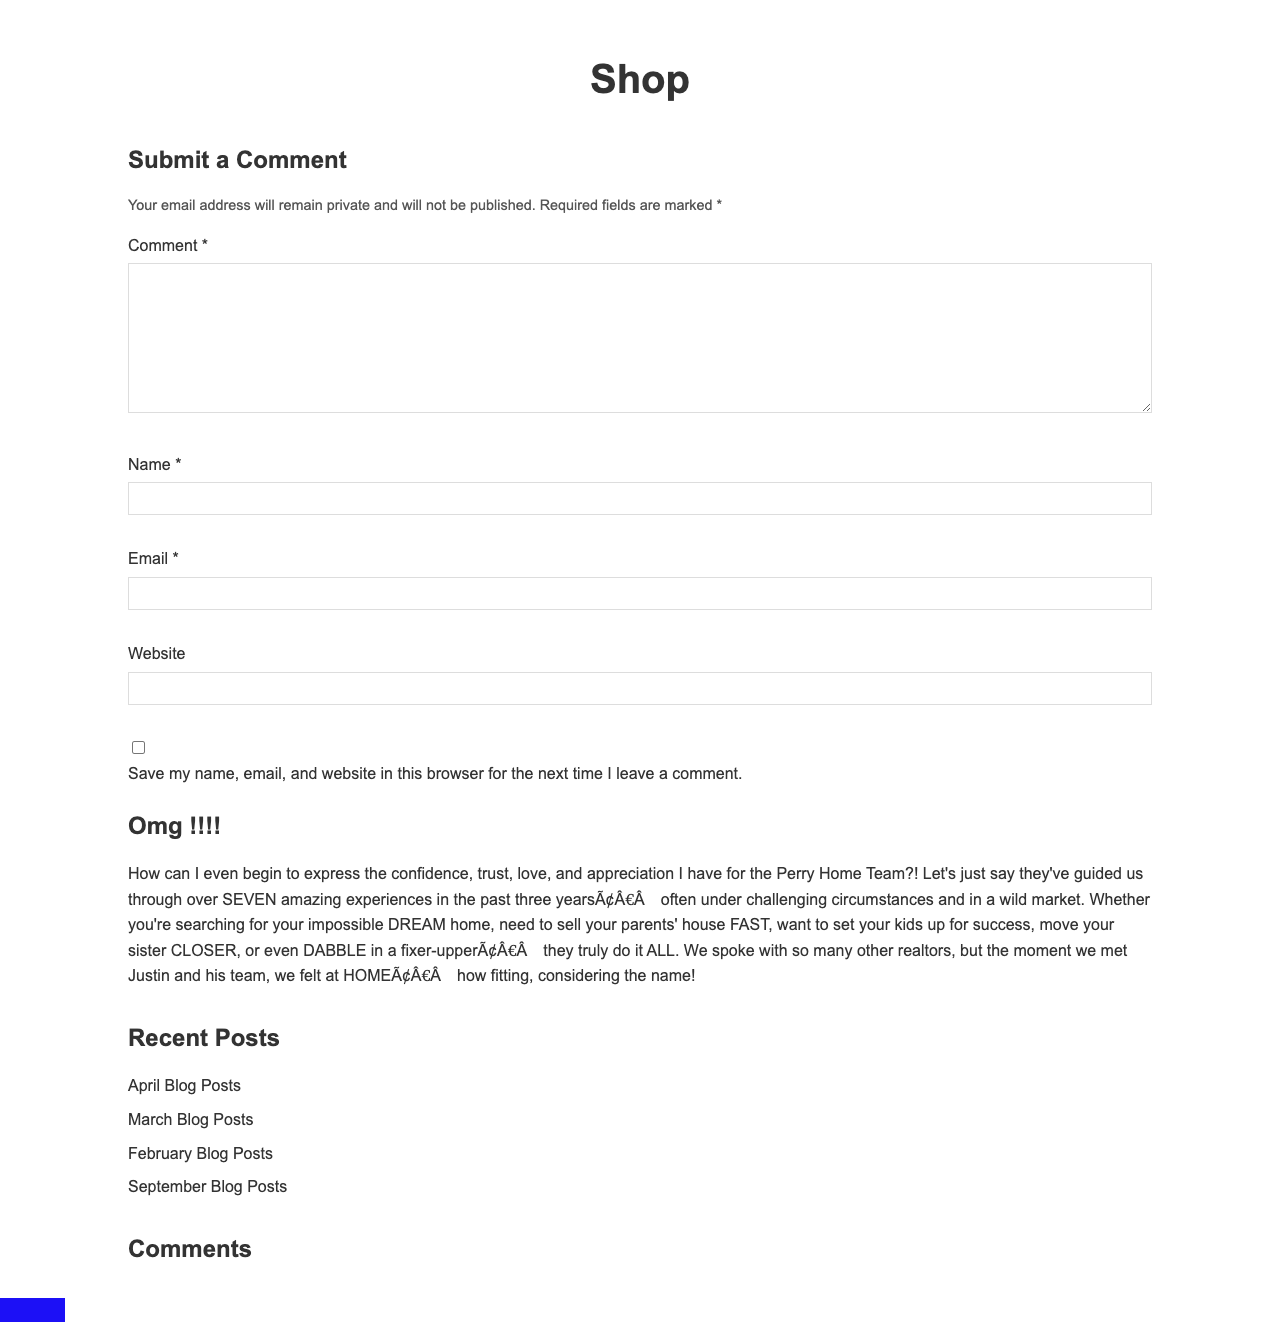 Shop
Submit a Comment
Your email address will remain private and will not be published. Required fields are marked *
Comment *
Name *
Email *
Website
Save my name, email, and website in this browser for the next time I leave a comment.
Omg !!!!
How can I even begin to express the confidence, trust, love, and appreciation I have for the Perry Home Team?! Let's just say they've guided us
through over SEVEN amazing experiences in the past three yearsÃ¢Â€Â often under challenging circumstances and in a wild market. Whether
you're searching for your impossible DREAM home, need to sell your parents' house FAST, want to set your kids up for success, move your
sister CLOSER, or even DABBLE in a fixer-upperÃ¢Â€Â they truly do it ALL. We spoke with so many other realtors, but the moment we met
Justin and his team, we felt at HOMEÃ¢Â€Â how fitting, considering the name!
Recent Posts
April Blog Posts
March Blog Posts
February Blog Posts
September Blog Posts
Comments